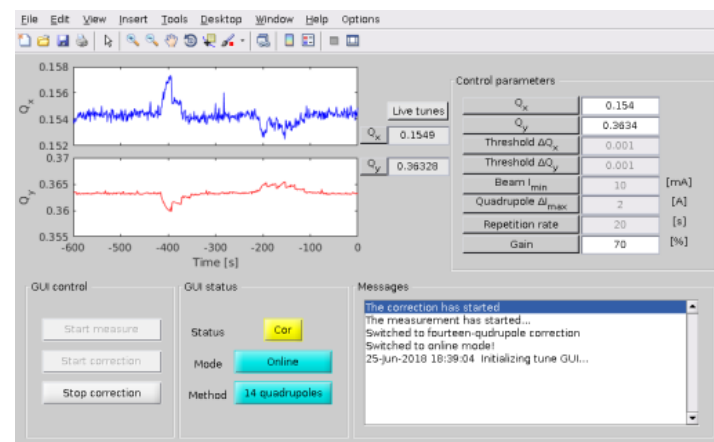 File Edit View Insert Tools Desktop Window Help Options
0.158
0.156
0.154
0.152
Qx
0.37
0.365
0.36
0.355
Qy
-600 -500 -400 -300 -200 -100 0
Time [s]
Live tunes
Qx 0.1549
Qy 0.36328
Control parameters
Qx 0.154
Qy 0.3634
Threshold ΔQx 0.001
Threshold ΔQy 0.001
Beam Imin 10 [mA]
Quadrupole ΔImax 2 [A]
Repetition rate 20 [s]
Gain 70 [%]
GUI control
Start measure
Start correction
Stop correction
GUI status
Status Cor
Mode Online
Method 14 quadrupoles
Messages
The correction has started
The measurement has started...
Switched to fourteen-qudrupole correction
Switched to online mode!
25-Jun-2018 18:39:04 Initializing tune GUI...